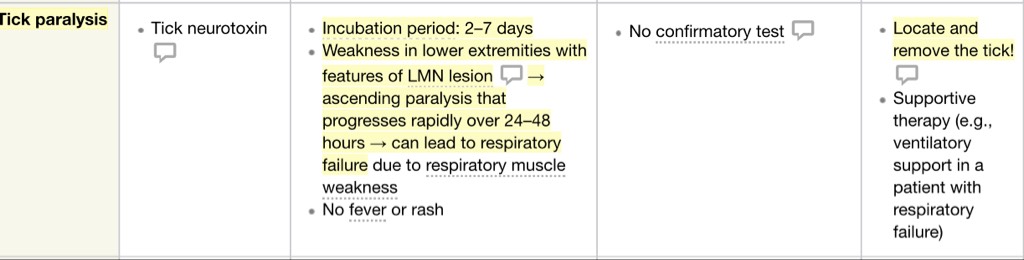 Tick paralysis
• Tick neurotoxin
• Incubation period: 2–7 days
• Weakness in lower extremities with
features of LMN lesion →
ascending paralysis that
progresses rapidly over 24–48
hours → can lead to respiratory
failure due to respiratory muscle
weakness
• No fever or rash
• No confirmatory test
• Locate and
remove the tick!
• Supportive
therapy (e.g.,
ventilatory
support in a
patient with
respiratory
failure)